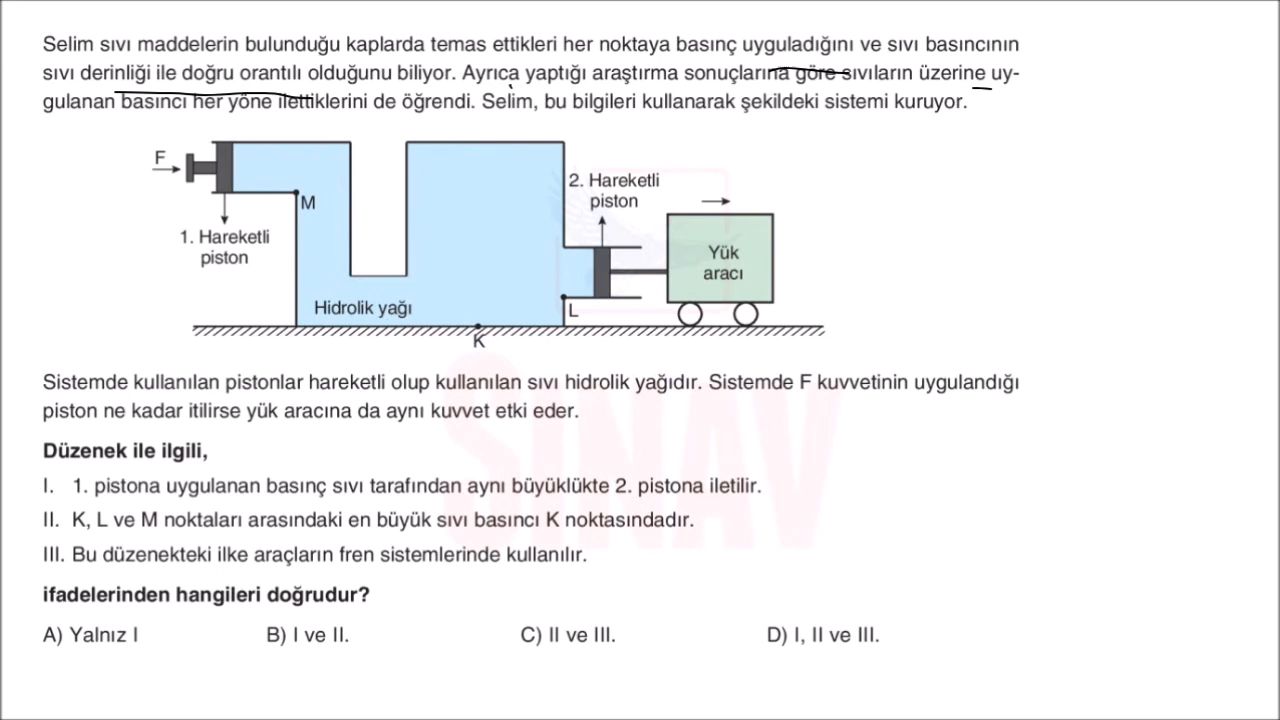 Selim sıvı maddelerin bulunduğu kaplarda temas ettikleri her noktaya basınç uyguladığını ve sıvı basıncının
sıvı derinliği ile doğru orantılı olduğunu biliyor. Ayrıca yaptığı araştırma sonuçlarına göre sıvıların üzerine uy-
gulanan basıncı her yöne ilettiklerini de öğrendi. Selim, bu bilgileri kullanarak şekildeki sistemi kuruyor.
F
M
1. Hareketli
piston
2. Hareketli
piston
Yük
aracı
Hidrolik yağı
L
K
Sistemde kullanılan pistonlar hareketli olup kullanılan sıvı hidrolik yağıdır. Sistemde F kuvvetinin uygulandığı
piston ne kadar itilirse yük aracına da aynı kuvvet etki eder.
Düzenek ile ilgili,
I. 1. pistona uygulanan basınç sıvı tarafından aynı büyüklükte 2. pistona iletilir.
II. K, L ve M noktaları arasındaki en büyük sıvı basıncı K noktasındadır.
III. Bu düzenekteki ilke araçların fren sistemlerinde kullanılır.
ifadelerinden hangileri doğrudur?
A) Yalnız I
B) I ve II.
C) II ve III.
D) I, II ve III.
SINAV